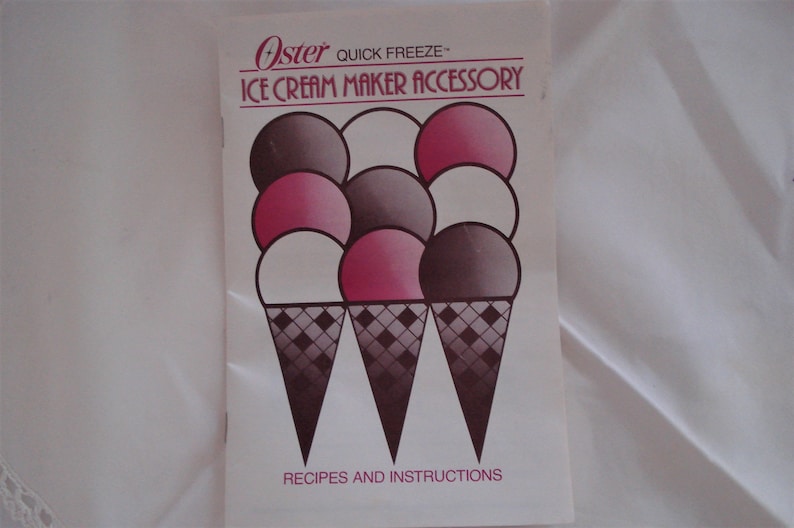 Oster® QUICK FREEZE™
ICE CREAM MAKER ACCESSORY
RECIPES AND INSTRUCTIONS